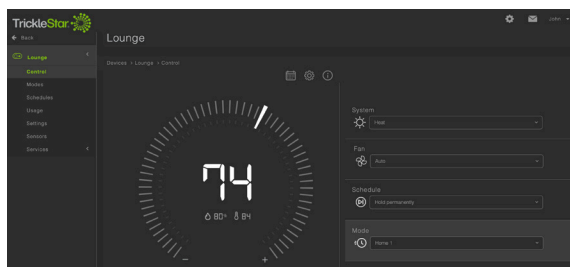 TrickleStar
Back
John
Lounge
Lounge
Control
Modes
Schedules
Usage
Settings
Sensors
Services
Devices > Lounge > Control
74
80°
84
-
+
System
Heat
Fan
Auto
Schedule
Hold permanently
Mode
Home 1